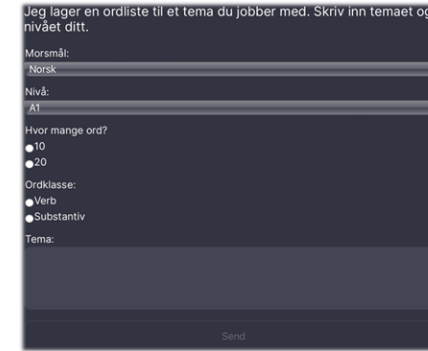 Jeg lager en ordliste til et tema du jobber med. Skriv inn temaet og
nivået ditt.
Morsmål:
Norsk
Nivå:
A1
Hvor mange ord?
10
20
Ordklasse:
Verb
Substantiv
Tema:
Send